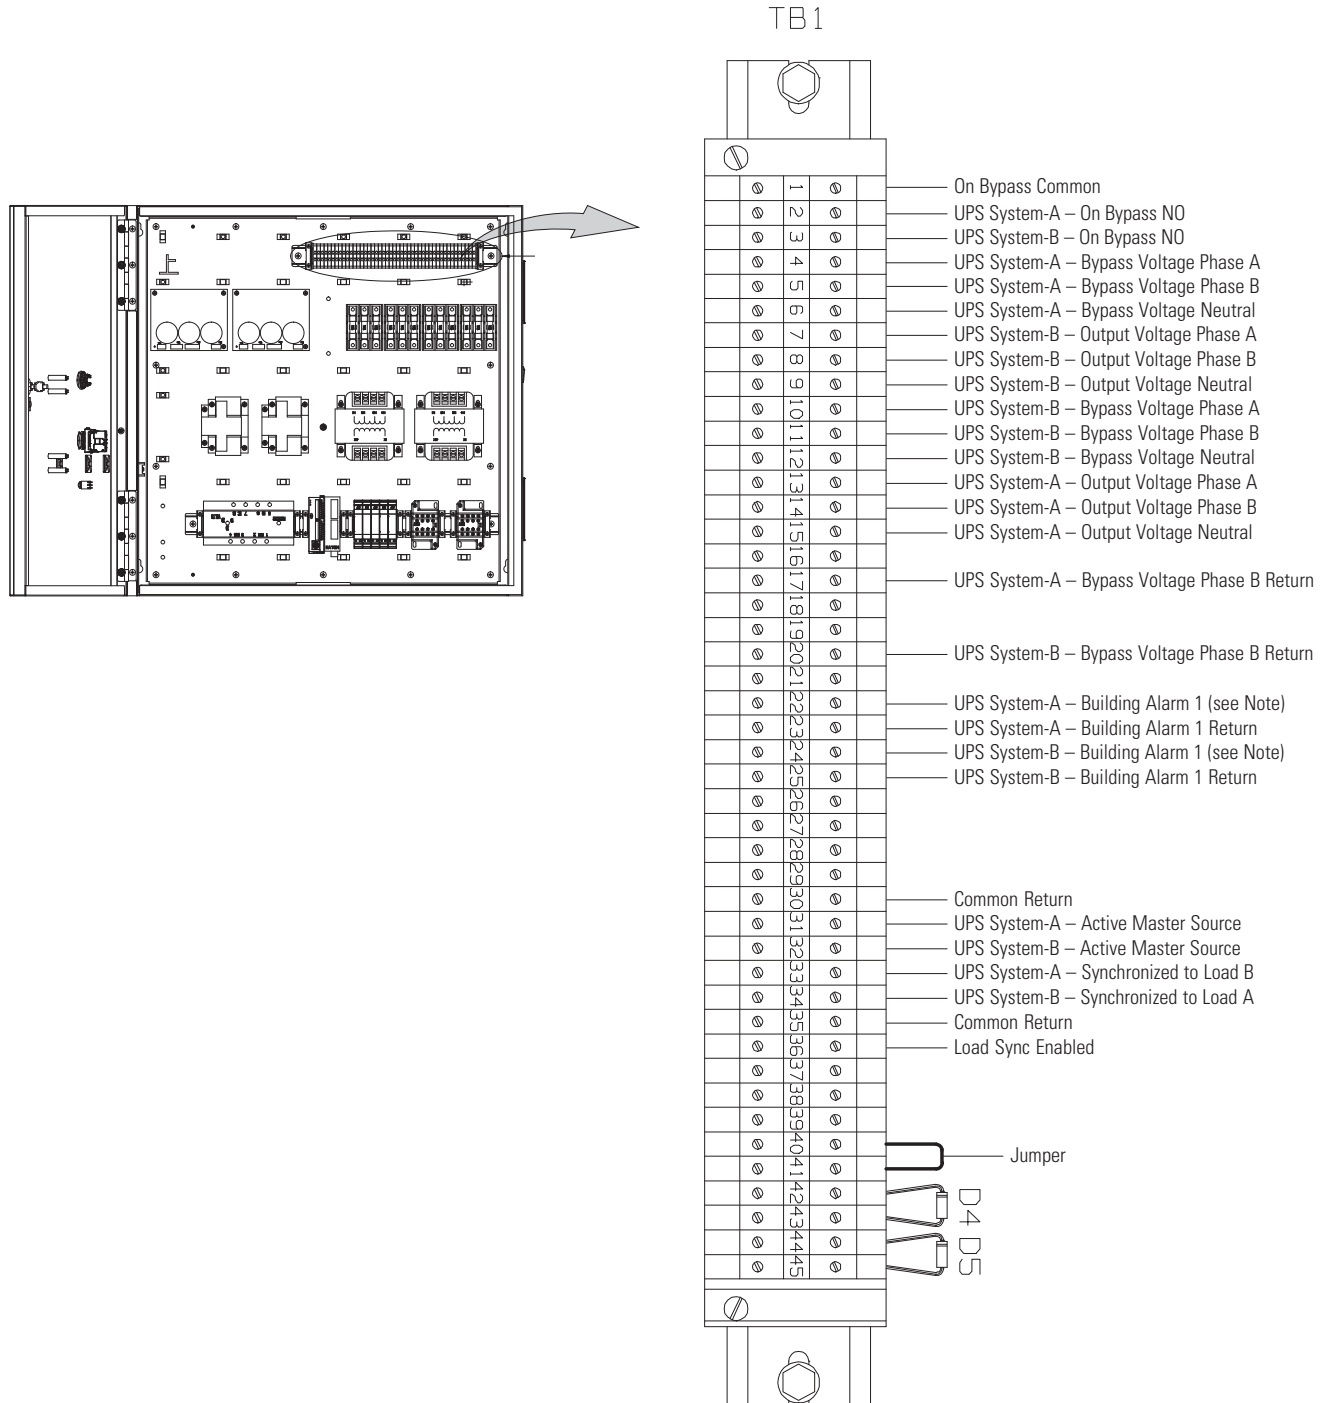 TB1
1 On Bypass Common
2 UPS System-A – On Bypass NO
3 UPS System-B – On Bypass NO
4 UPS System-A – Bypass Voltage Phase A
5 UPS System-A – Bypass Voltage Phase B
6 UPS System-A – Bypass Voltage Neutral
7 UPS System-B – Output Voltage Phase A
8 UPS System-B – Output Voltage Phase B
9 UPS System-B – Output Voltage Neutral
10 UPS System-B – Bypass Voltage Phase A
11 UPS System-B – Bypass Voltage Phase B
12 UPS System-B – Bypass Voltage Neutral
13 UPS System-A – Output Voltage Phase A
14 UPS System-A – Output Voltage Phase B
15 UPS System-A – Output Voltage Neutral
16
17 UPS System-A – Bypass Voltage Phase B Return
18
19
20 UPS System-B – Bypass Voltage Phase B Return
21
22 UPS System-A – Building Alarm 1 (see Note)
23 UPS System-A – Building Alarm 1 Return
24 UPS System-B – Building Alarm 1 (see Note)
25 UPS System-B – Building Alarm 1 Return
26
27
28
29
30 Common Return
31 UPS System-A – Active Master Source
32 UPS System-B – Active Master Source
33 UPS System-A – Synchronized to Load B
34 UPS System-B – Synchronized to Load A
35 Common Return
36 Load Sync Enabled
37
38
39
40
41
Jumper
42
43
D4
44
45
D5